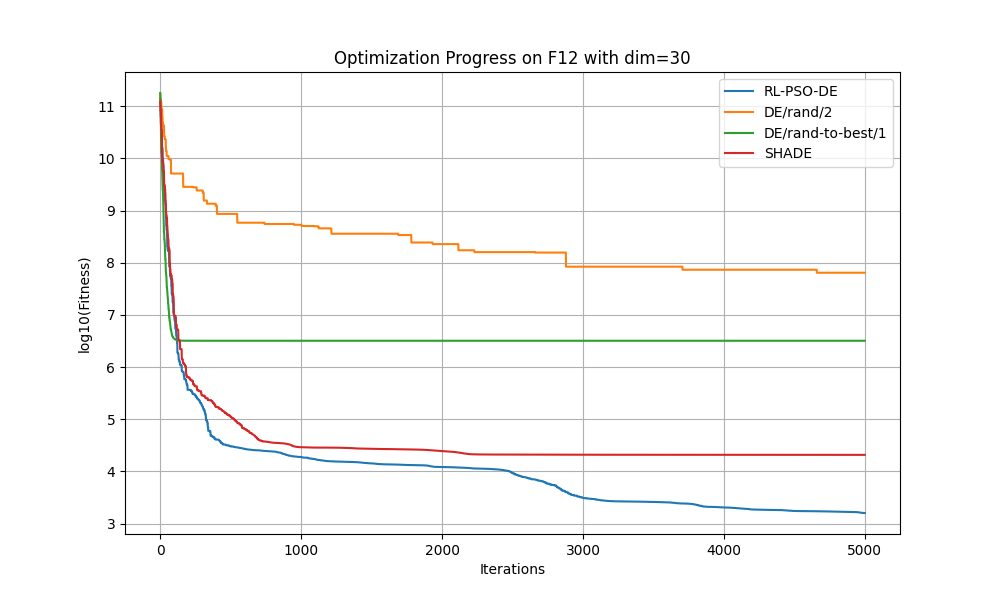 Optimization Progress on F12 with dim=30
RL-PSO-DE
DE/rand/2
DE/rand-to-best/1
SHADE
log10(Fitness)
11
10
9
8
7
6
5
4
3
0 1000 2000 3000 4000 5000
Iterations